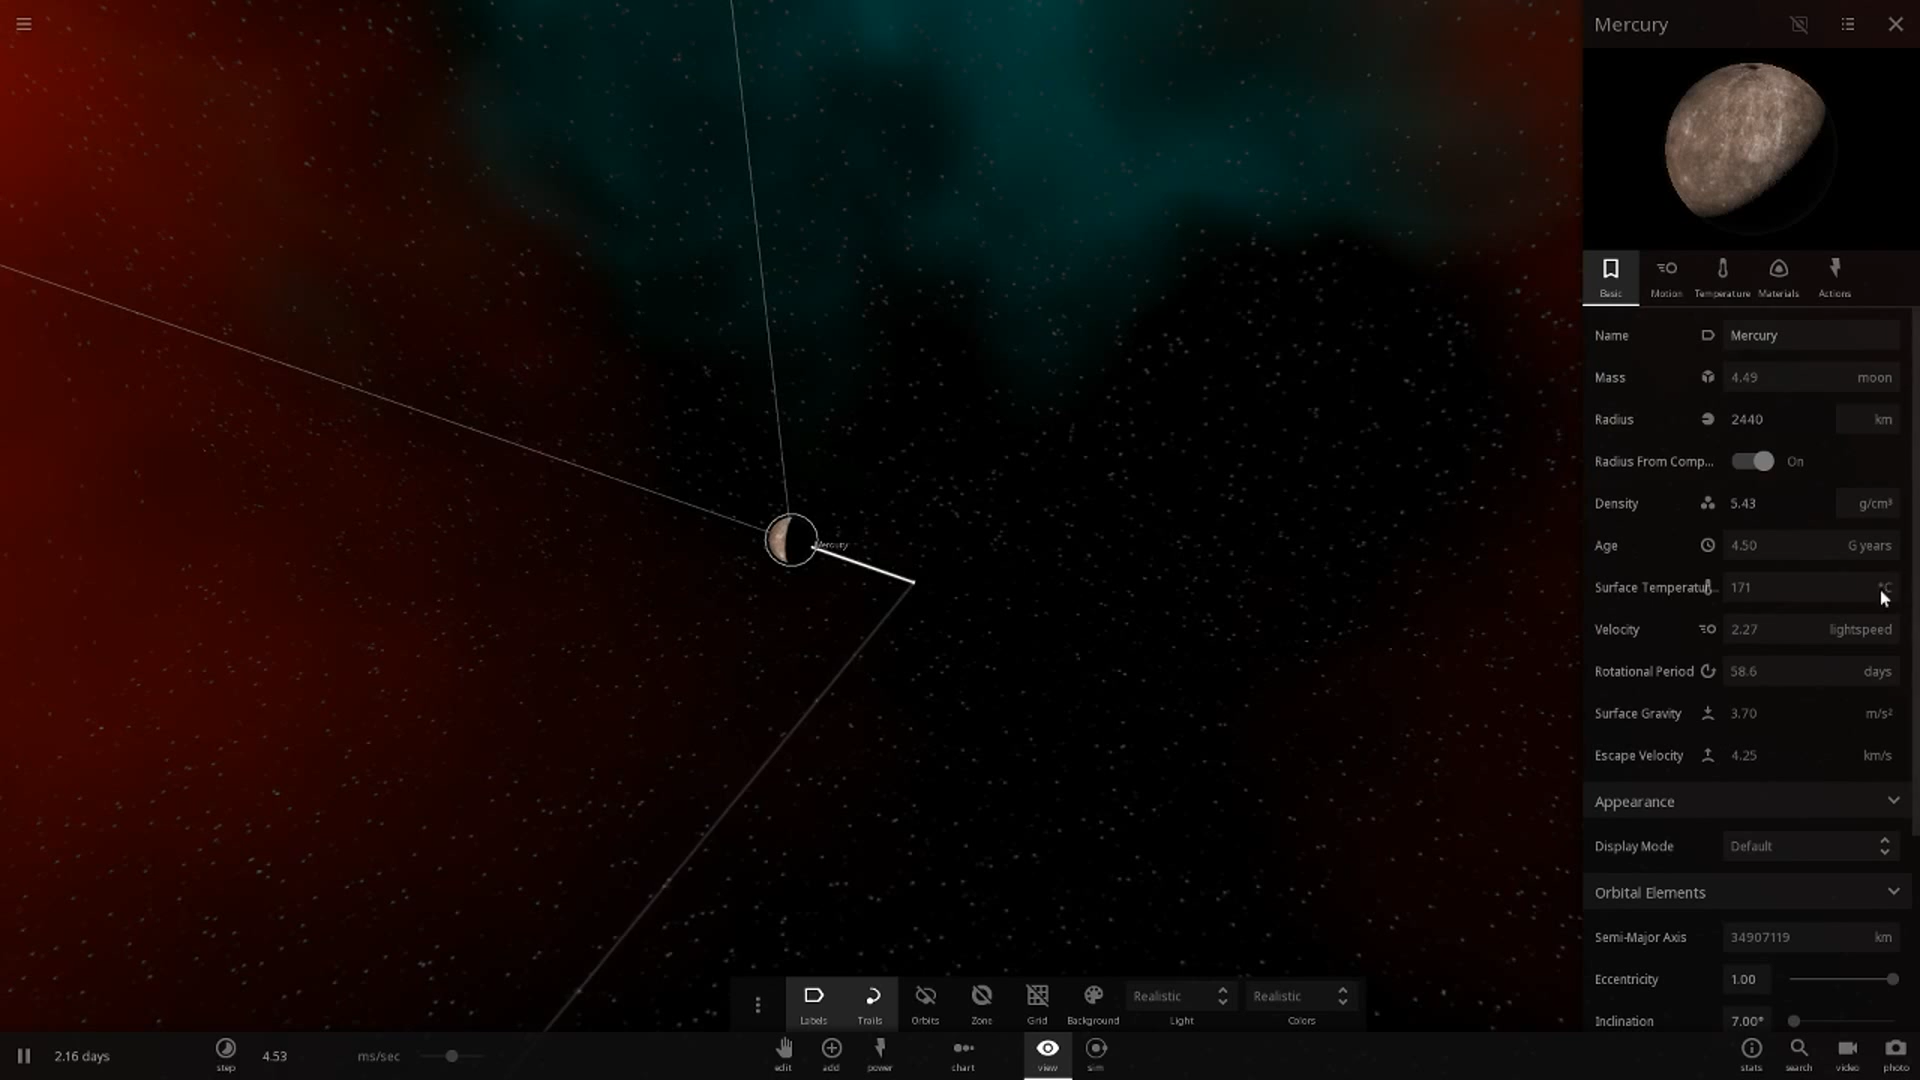 Mercury
Basic
Motion
Temperature
Materials
Actions
Name Mercury
Mass 4.49 moon
Radius 2440 km
Radius From Comp... On
Density 5.43 g/cm³
Age 4.50 G years
Surface Temperatur... 171 °C
Velocity 2.27 lightspeed
Rotational Period 58.6 days
Surface Gravity 3.70 m/s²
Escape Velocity 4.25 km/s
Appearance
Display Mode Default
Orbital Elements
Semi-Major Axis 34907119 km
Eccentricity 1.00
Inclination 7.00°
Mercury
Labels
Trails
Orbits
Zone
Grid
Background
Realistic
Light
Realistic
Colors
2.16 days
step
4.53 ms/sec
edit
add
power
chart
view
sim
stats
search
video
photo